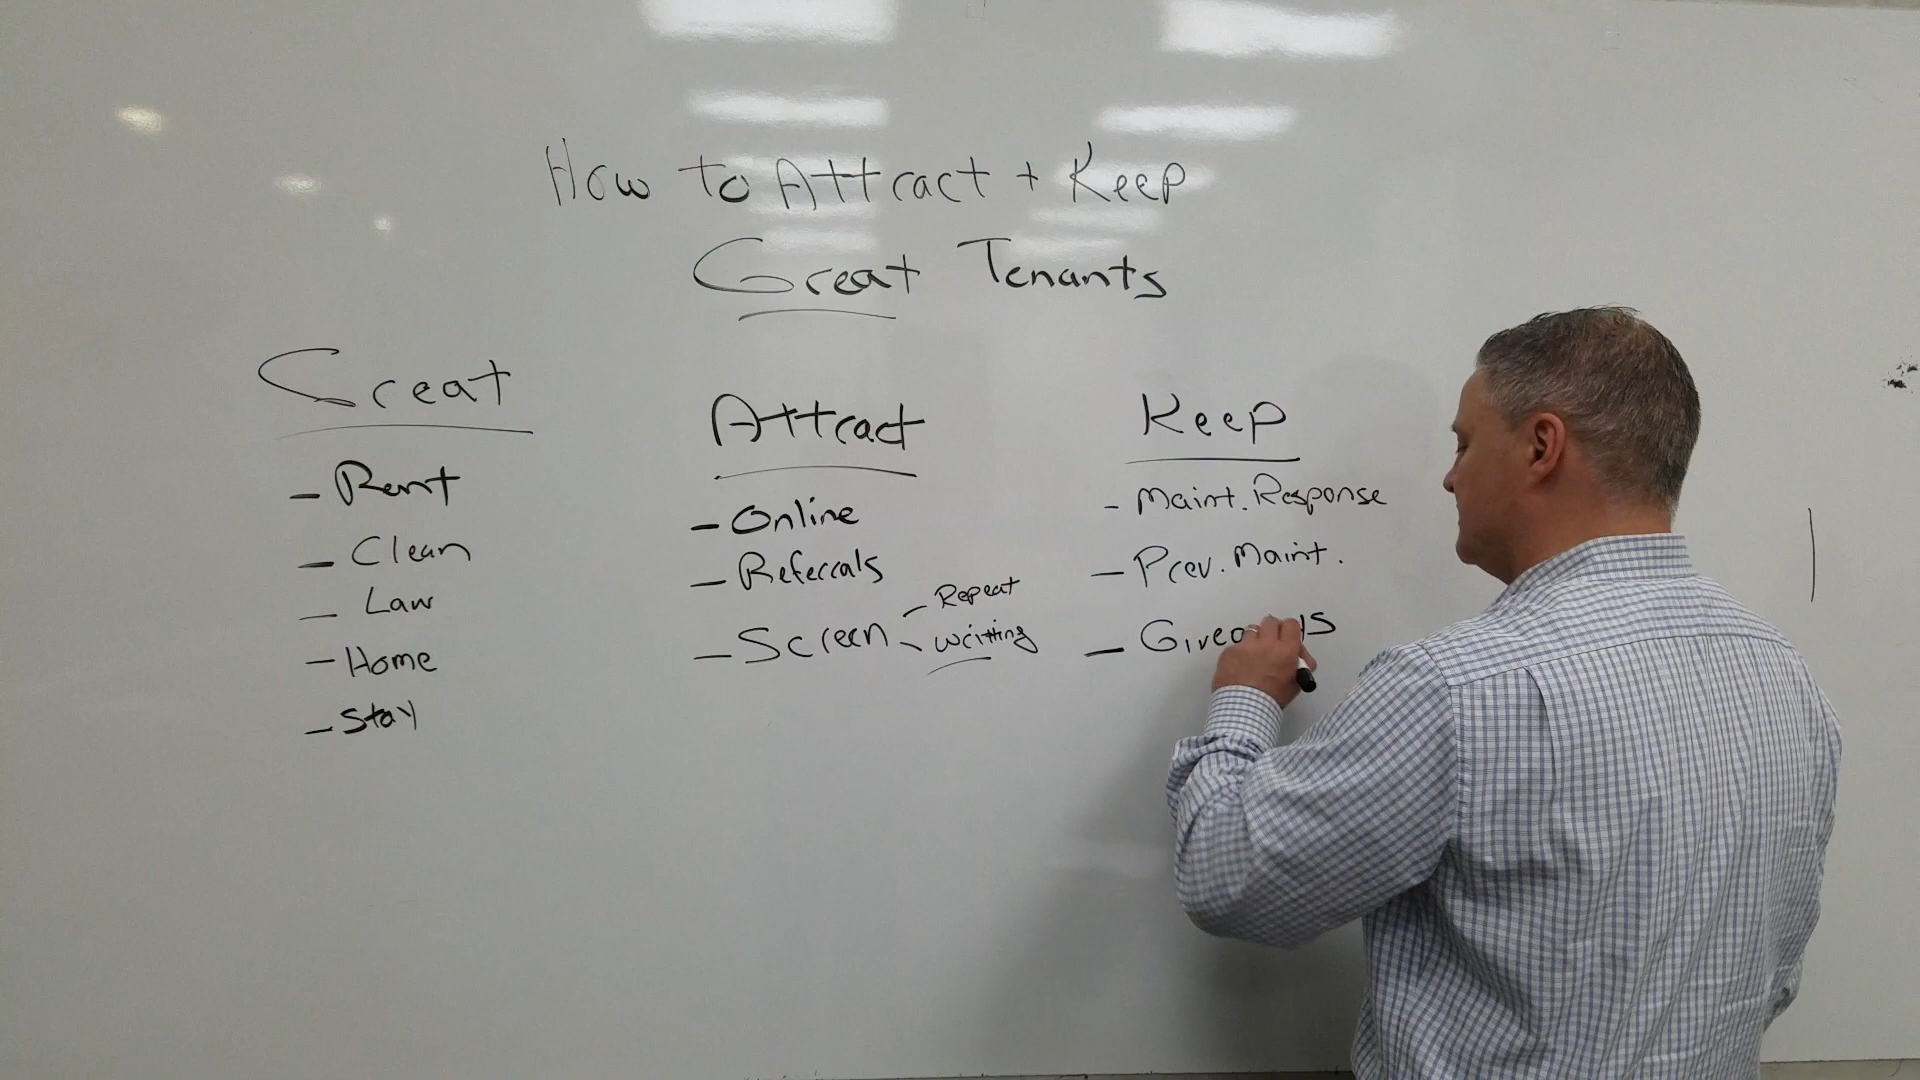 How to Attract + Keep
Great Tenants
Great
- Rent
- Clean
- Law
- Home
- Stay
Attract
- Online
- Referrals
- Screen
- Repeat
- Writing
Keep
- Maint. Response
- Prev. Maint.